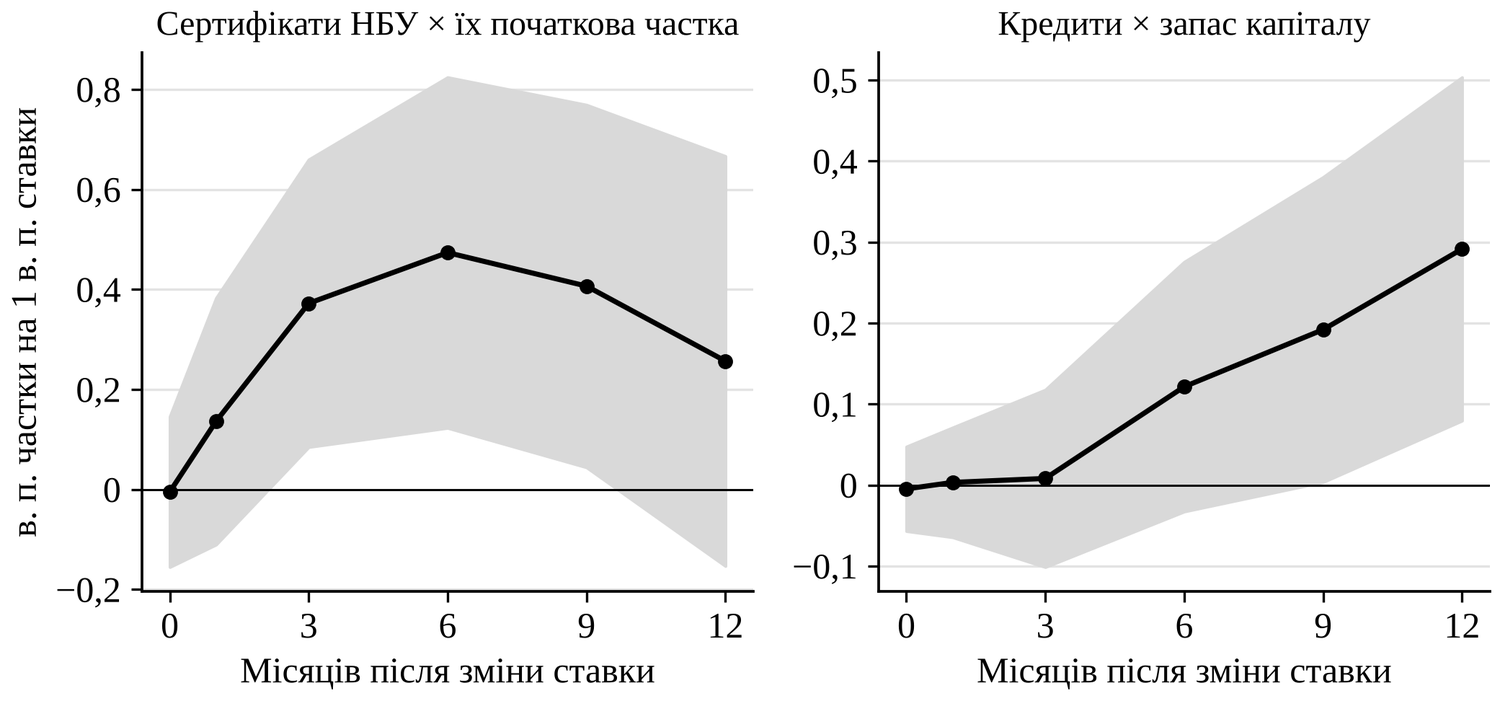 Сертифікати НБУ × їх початкова частка
в. п. частки на 1 в. п. ставки
0,8
0,6
0,4
0,2
0
−0,2
0 3 6 9 12
Місяців після зміни ставки
Кредити × запас капіталу
0,5
0,4
0,3
0,2
0,1
0
−0,1
0 3 6 9 12
Місяців після зміни ставки